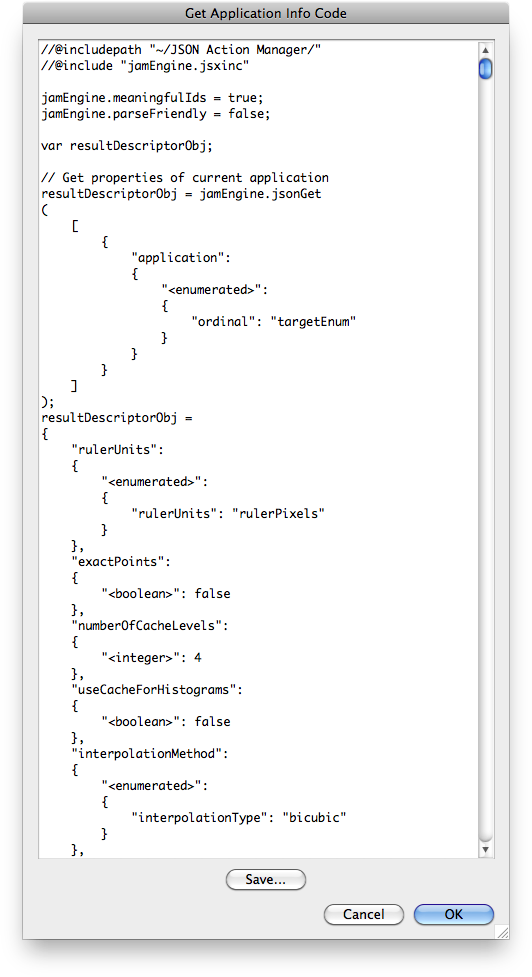 Get Application Info Code
//@includepath "~/JSON Action Manager/"
//@include "jamEngine.jsxinc"

jamEngine.meaningfulIds = true;
jamEngine.parseFriendly = false;

var resultDescriptorObj;

// Get properties of current application
resultDescriptorObj = jamEngine.jsonGet
(
    [
        {
            "application":
            {
                "<enumerated>":
                {
                    "ordinal": "targetEnum"
                }
            }
        }
    ]
);
resultDescriptorObj =
{
    "rulerUnits":
    {
        "<enumerated>":
        {
            "rulerUnits": "rulerPixels"
        }
    },
    "exactPoints":
    {
        "<boolean>": false
    },
    "numberOfCacheLevels":
    {
        "<integer>": 4
    },
    "useCacheForHistograms":
    {
        "<boolean>": false
    },
    "interpolationMethod":
    {
        "<enumerated>":
        {
            "interpolationType": "bicubic"
        }
    },
Save...
Cancel
OK